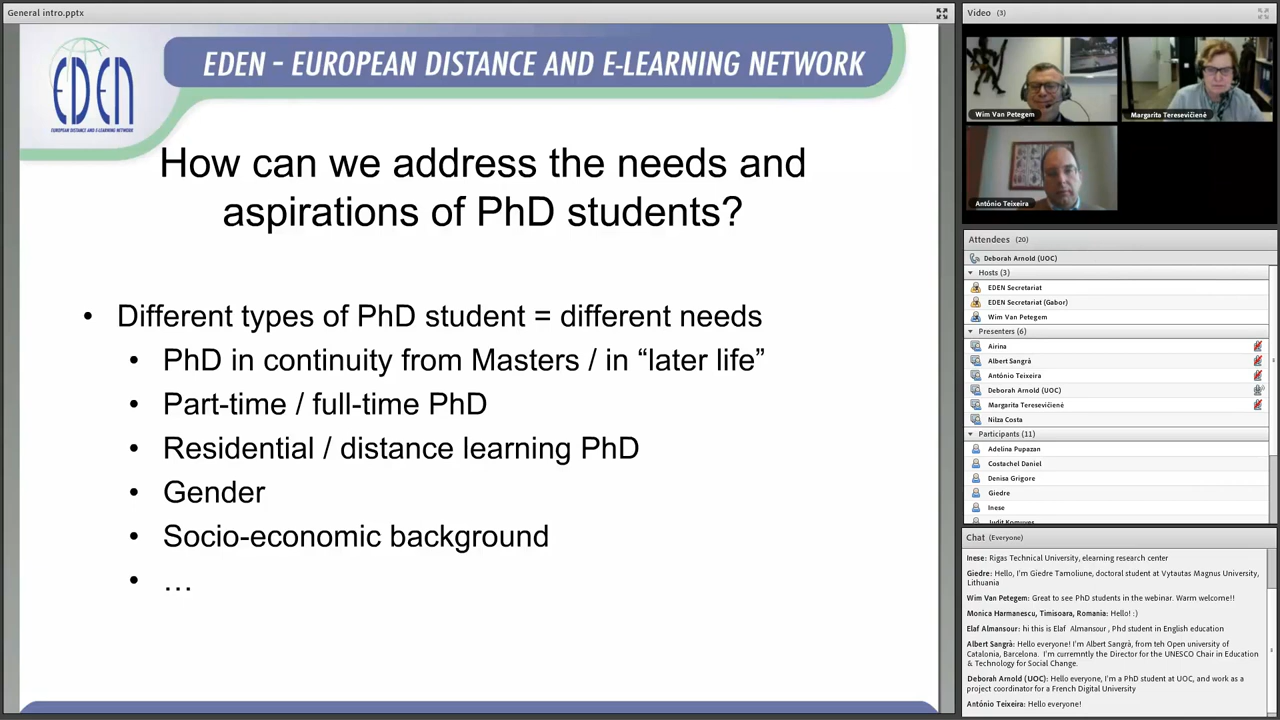 General intro.pptx
EDEN
EUROPEAN DISTANCE AND E-LEARNING NETWORK
EDEN – EUROPEAN DISTANCE AND E-LEARNING NETWORK
How can we address the needs and
aspirations of PhD students?
• Different types of PhD student = different needs
• PhD in continuity from Masters / in “later life”
• Part-time / full-time PhD
• Residential / distance learning PhD
• Gender
• Socio-economic background
• …
Video (3)
Wim Van Petegem
Margarita Teresevičienė
António Teixeira
Attendees (20)
Deborah Arnold (UOC)
Hosts (3)
EDEN Secretariat
EDEN Secretariat (Gabor)
Wim Van Petegem
Presenters (6)
Airina
Albert Sangrà
António Teixeira
Deborah Arnold (UOC)
Margarita Teresevičienė
Nilza Costa
Participants (11)
Adelina Pupazan
Costachel Daniel
Denisa Grigore
Giedre
Inese
Chat (Everyone)
Inese: Rigas Technical University, elearning research center
Giedre: Hello, I'm Giedre Tamoliune, doctoral student at Vytautas Magnus University,
Lithuania
Wim Van Petegem: Great to see PhD students in the webinar. Warm welcome!!
Monica Harmanescu, Timisoara, Romania: Hello! :)
Elaf Almansour: hi this is Elaf Almansour , Phd student in English education
Albert Sangrà: Hello everyone! I'm Albert Sangrà, from teh Open university of
Catalonia, Barcelona. I'm curremntly the Director for the UNESCO Chair in Education
& Technology for Social Change.
Deborah Arnold (UOC): Hello everyone, I'm a PhD student at UOC, and work as a
project coordinator for a French Digital University
António Teixeira: Hello everyone!